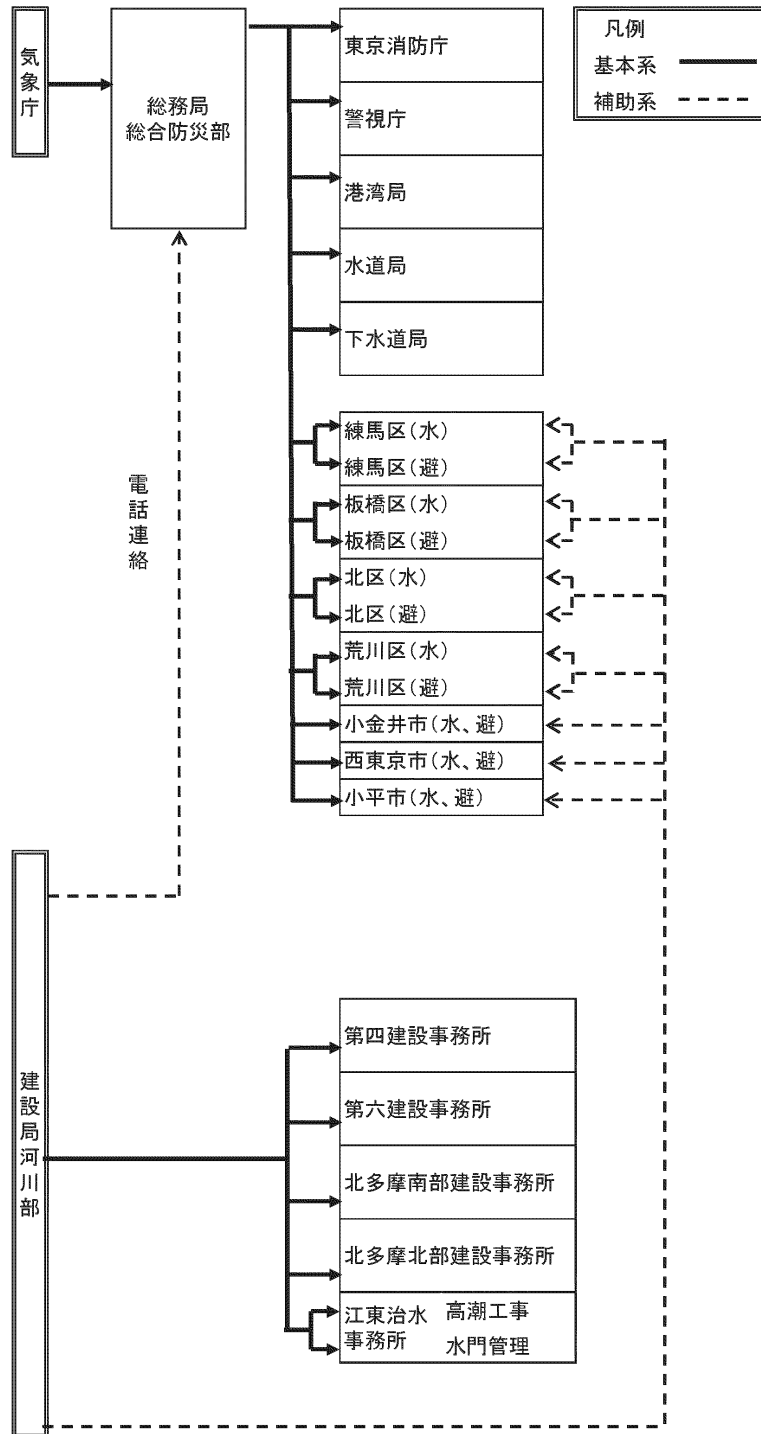 気象庁
総務局
総合防災部
東京消防庁
警視庁
港湾局
水道局
下水道局
凡例
基本系
補助系
練馬区(水)
練馬区(避)
板橋区(水)
板橋区(避)
北区(水)
北区(避)
荒川区(水)
荒川区(避)
小金井市(水、避)
西東京市(水、避)
小平市(水、避)
電話連絡
建設局河川部
第四建設事務所
第六建設事務所
北多摩南部建設事務所
北多摩北部建設事務所
江東治水
事務所
高潮工事
水門管理